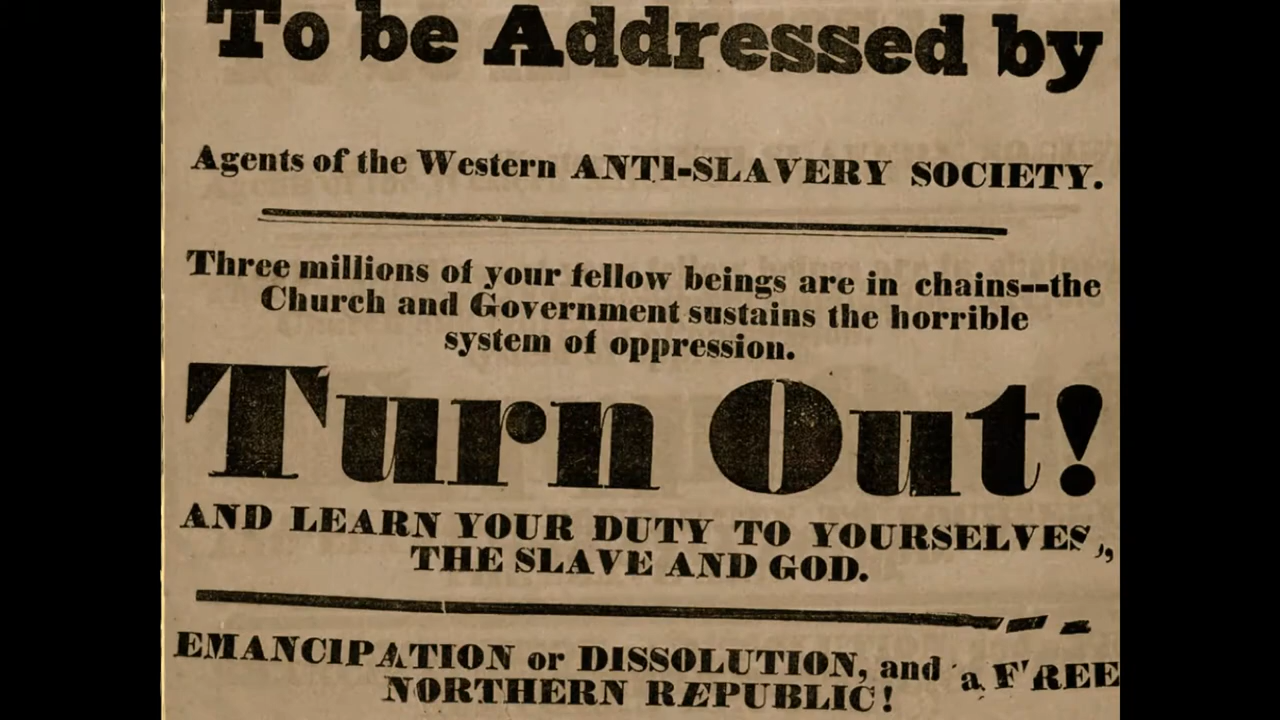 To be Addressed by
Agents of the Western ANTI-SLAVERY SOCIETY.
Three millions of your fellow beings are in chains--the
Church and Government sustains the horrible
system of oppression.
Turn Out!
AND LEARN YOUR DUTY TO YOURSELVES,
THE SLAVE AND GOD.
EMANCIPATION or DISSOLUTION, and a FREE
NORTHERN REPUBLIC!